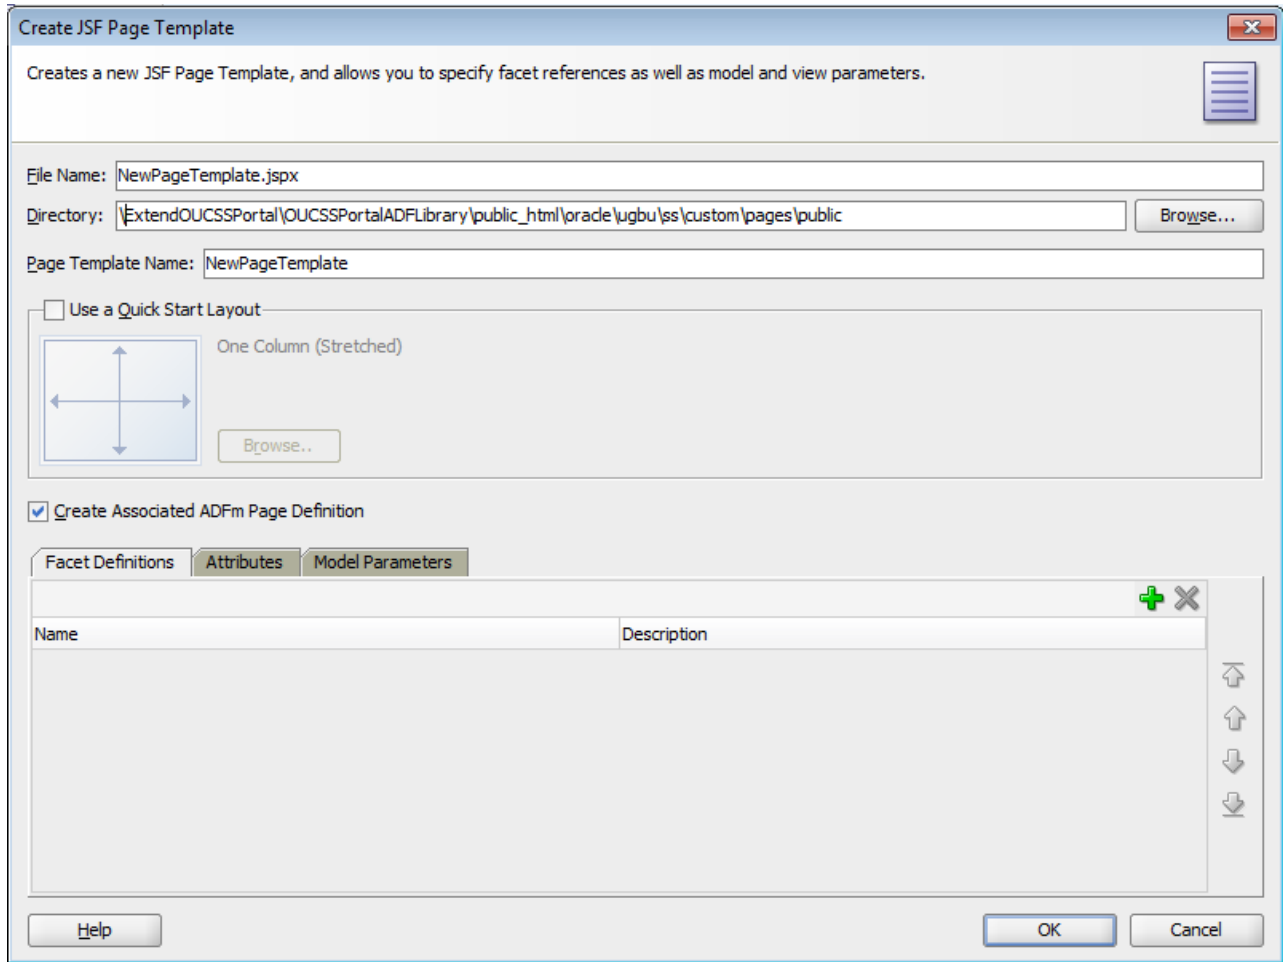 Create JSF Page Template
Creates a new JSF Page Template, and allows you to specify facet references as well as model and view parameters.
File Name: NewPageTemplate.jspx
Directory: \ExtendOUCSSPortal\OUCSSPortalADFLibrary\public_html\oracle\ugbu\ss\custom\pages\public Browse...
Page Template Name: NewPageTemplate
Use a Quick Start Layout
One Column (Stretched)
Browse..
Create Associated ADFm Page Definition
Facet Definitions Attributes Model Parameters
Name Description
Help OK Cancel